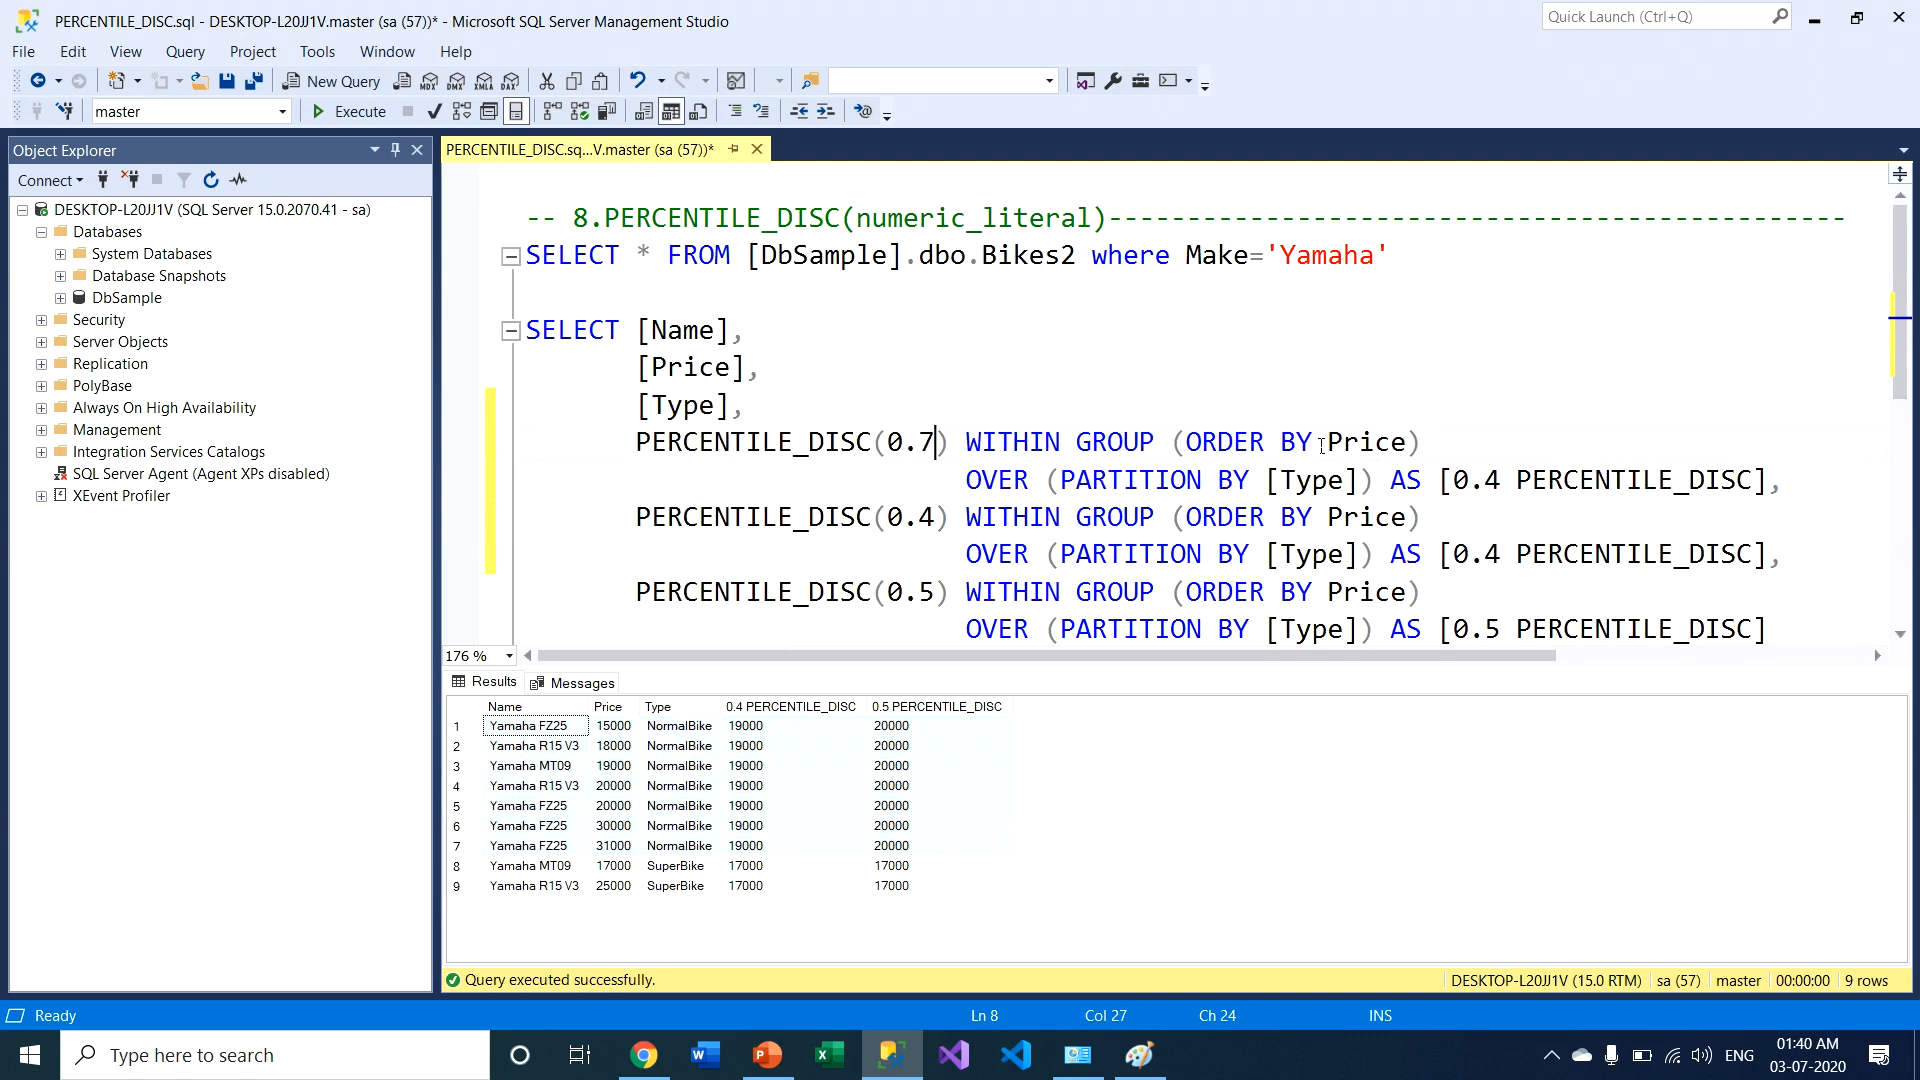 PERCENTILE_DISC.sql - DESKTOP-L20JJ1V.master (sa (57))* - Microsoft SQL Server Management Studio
Quick Launch (Ctrl+Q)
File Edit View Query Project Tools Window Help
New Query MDX DMX XMLA DAX
master Execute
Object Explorer
PERCENTILE_DISC.sq...V.master (sa (57))*
Connect
DESKTOP-L20JJ1V (SQL Server 15.0.2070.41 - sa)
Databases
System Databases
Database Snapshots
DbSample
Security
Server Objects
Replication
PolyBase
Always On High Availability
Management
Integration Services Catalogs
SQL Server Agent (Agent XPs disabled)
XEvent Profiler
-- 8.PERCENTILE_DISC(numeric_literal)-----------------------------------------------
SELECT * FROM [DbSample].dbo.Bikes2 where Make='Yamaha'
SELECT [Name],
[Price],
[Type],
PERCENTILE_DISC(0.7) WITHIN GROUP (ORDER BY Price)
OVER (PARTITION BY [Type]) AS [0.4 PERCENTILE_DISC],
PERCENTILE_DISC(0.4) WITHIN GROUP (ORDER BY Price)
OVER (PARTITION BY [Type]) AS [0.4 PERCENTILE_DISC],
PERCENTILE_DISC(0.5) WITHIN GROUP (ORDER BY Price)
OVER (PARTITION BY [Type]) AS [0.5 PERCENTILE_DISC]
176 %
Results Messages
Name Price Type 0.4 PERCENTILE_DISC 0.5 PERCENTILE_DISC
1 Yamaha FZ25 15000 NormalBike 19000 20000
2 Yamaha R15 V3 18000 NormalBike 19000 20000
3 Yamaha MT09 19000 NormalBike 19000 20000
4 Yamaha R15 V3 20000 NormalBike 19000 20000
5 Yamaha FZ25 20000 NormalBike 19000 20000
6 Yamaha FZ25 30000 NormalBike 19000 20000
7 Yamaha FZ25 31000 NormalBike 19000 20000
8 Yamaha MT09 17000 SuperBike 17000 17000
9 Yamaha R15 V3 25000 SuperBike 17000 17000
Query executed successfully. DESKTOP-L20JJ1V (15.0 RTM) sa (57) master 00:00:00 9 rows
Ready Ln 8 Col 27 Ch 24 INS
Type here to search
ENG
01:40 AM
03-07-2020